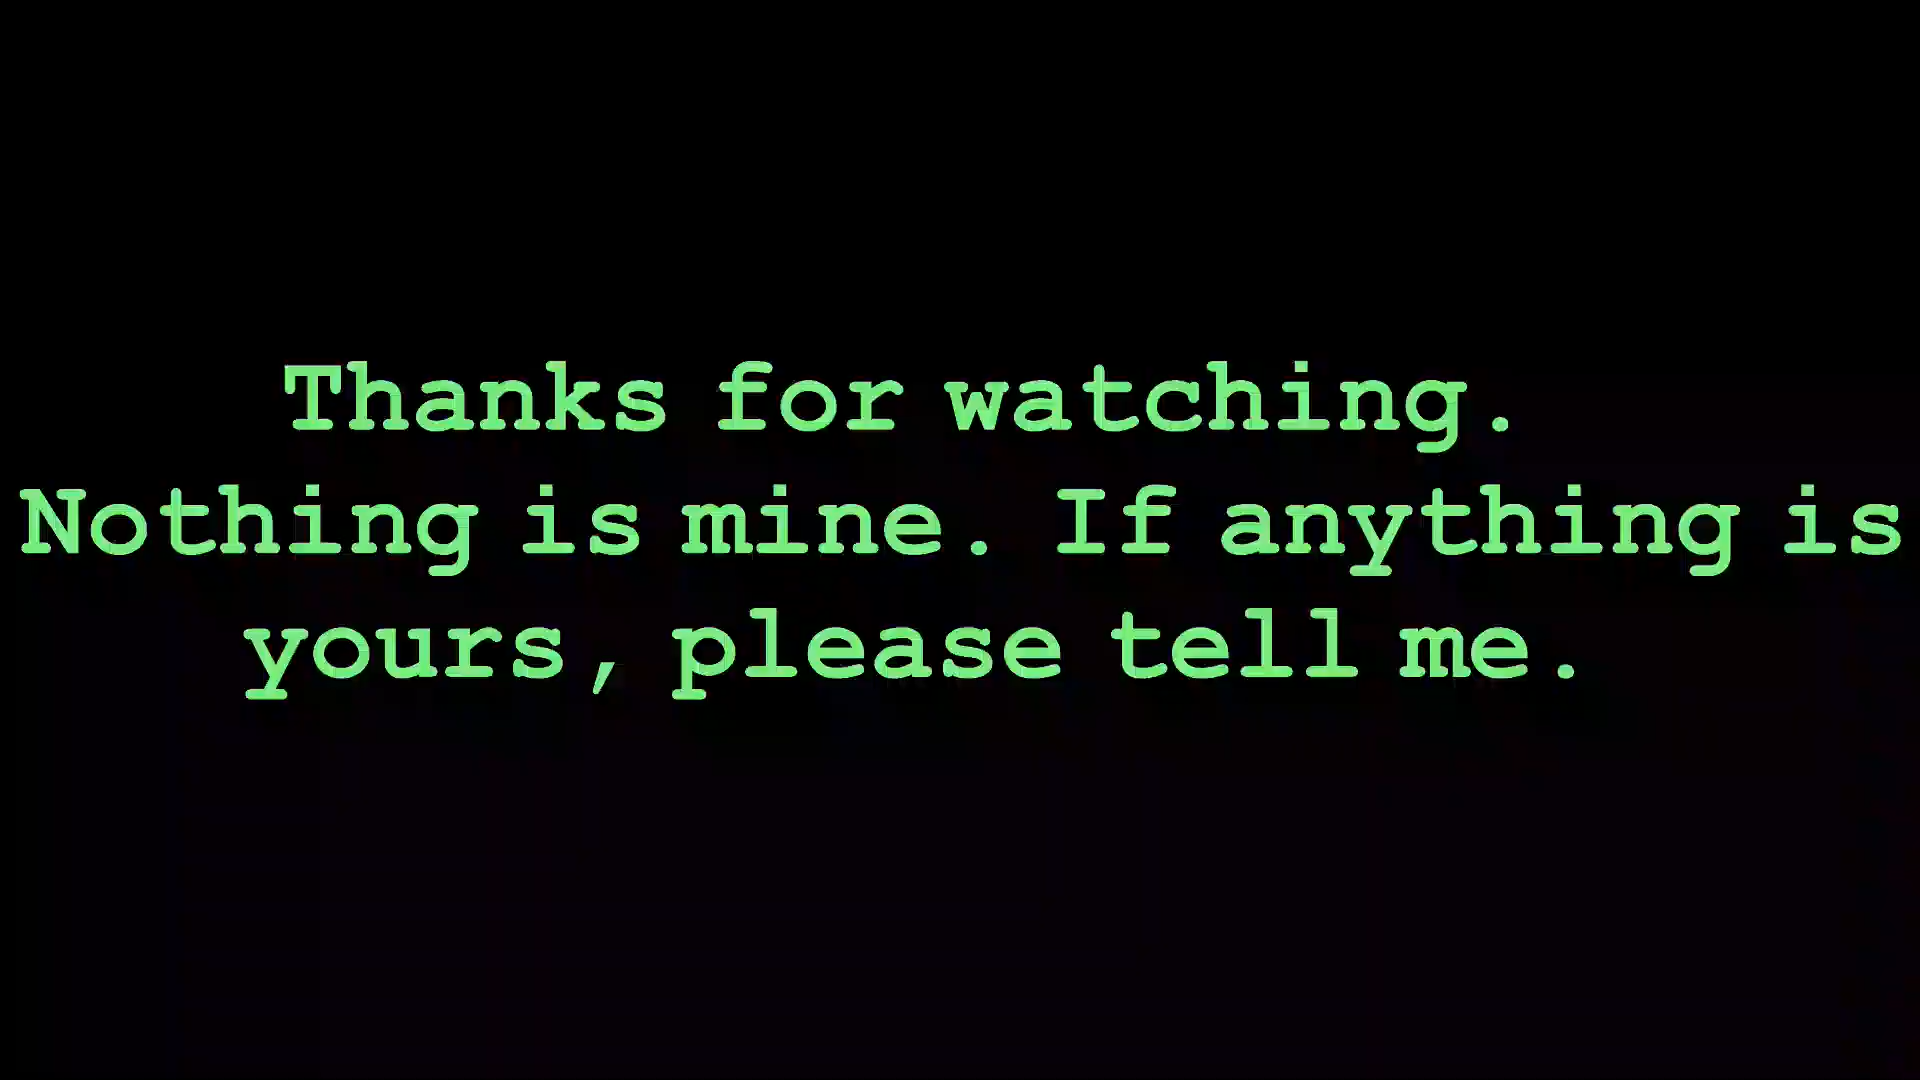 Thanks for watching.
Nothing is mine. If anything is
yours, please tell me.